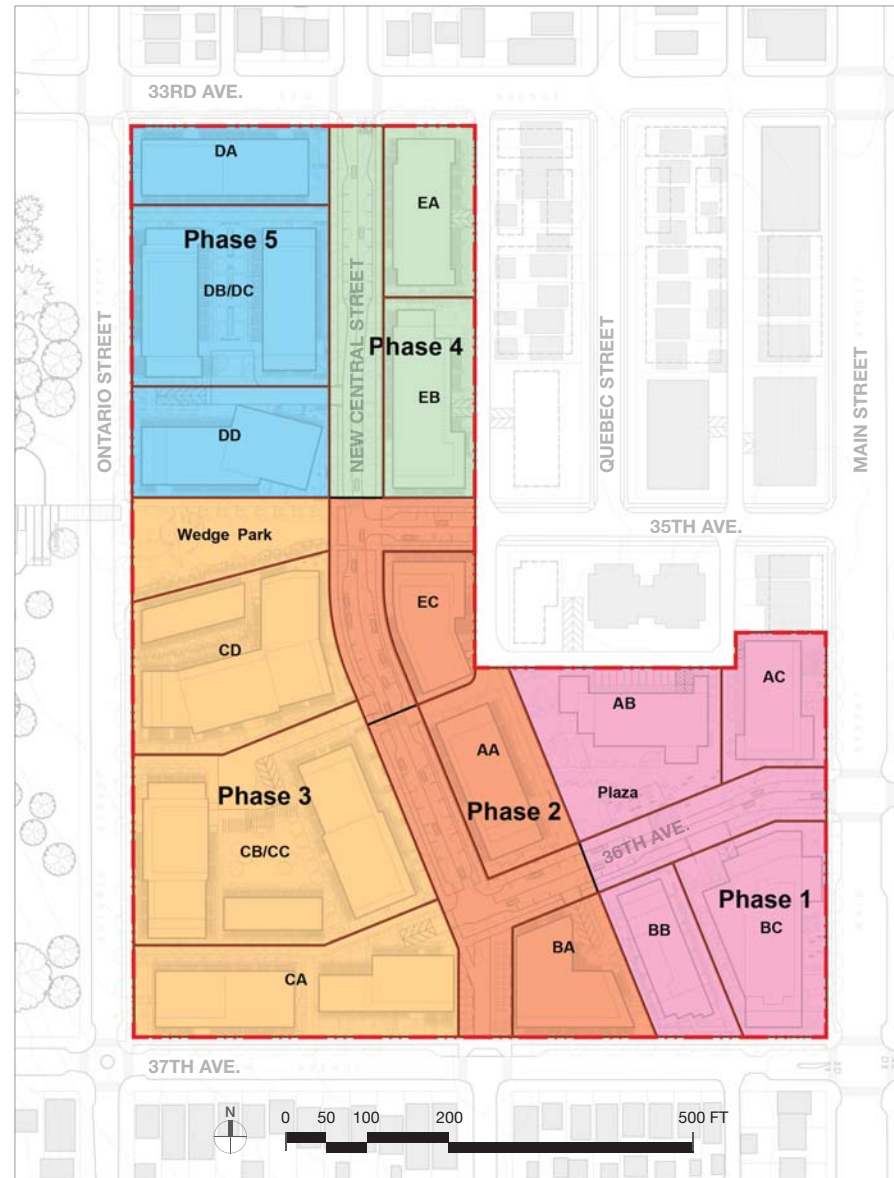 33RD AVE.
DA
EA
Phase 5
DB/DC
ONTARIO STREET
NEW CENTRAL STREET
Phase 4
QUEBEC STREET
MAIN STREET
EB
DD
Wedge Park
35TH AVE.
EC
CD
AC
AB
AA
Plaza
Phase 3
Phase 2
36TH AVE.
CB/CC
Phase 1
BC
BB
BA
CA
37TH AVE.
N
0 50 100 200 500 FT